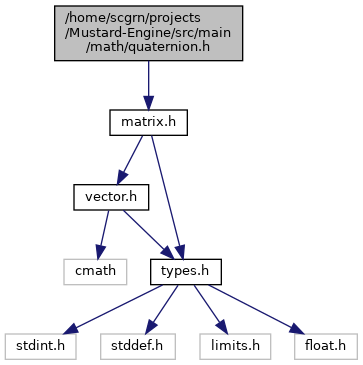 /home/scgrn/projects
/Mustard-Engine/src/main
/math/quaternion.h
matrix.h
vector.h
cmath
types.h
stdint.h
stddef.h
limits.h
float.h